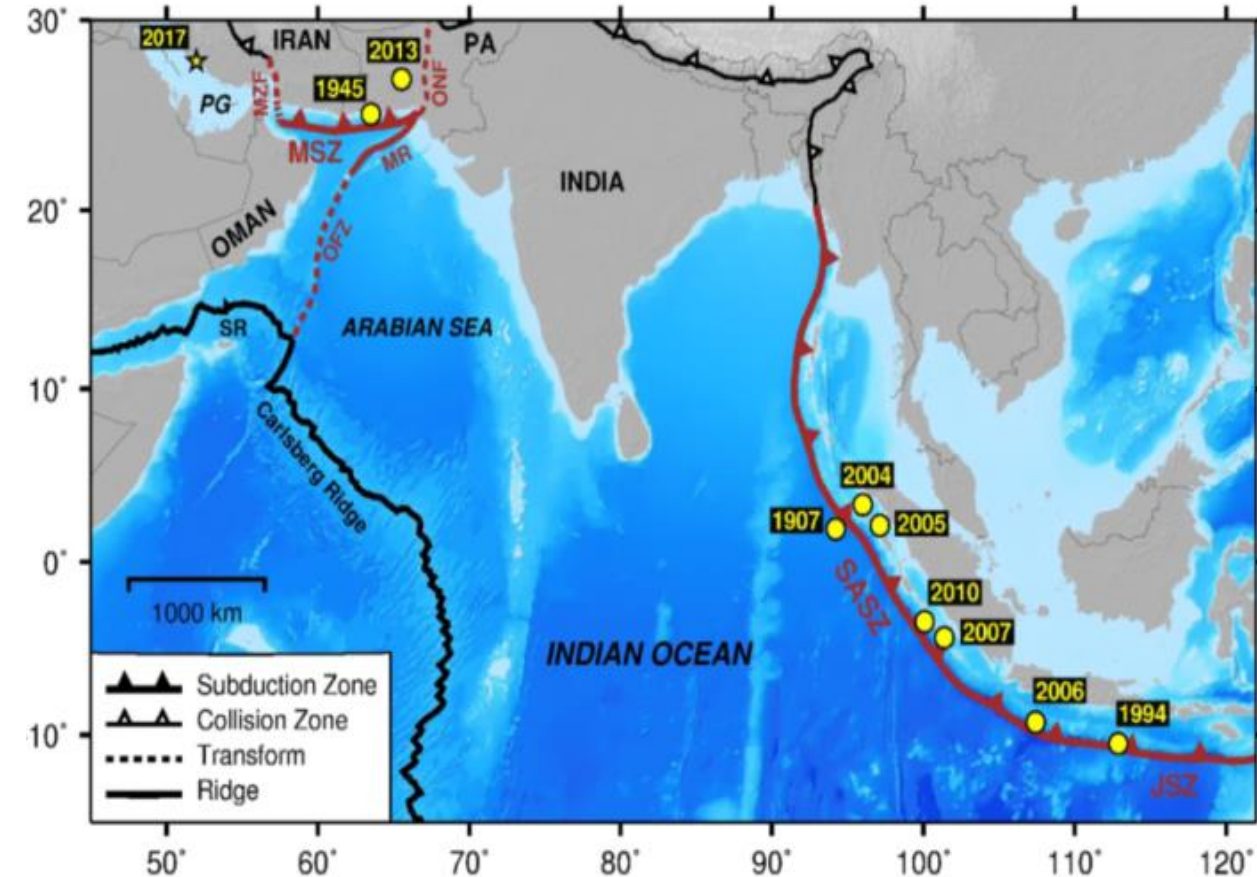 30°
20°
10°
0°
10°
2017
IRAN
2013
PA
1945
PG
MZF
ONF
MSZ
MR
INDIA
OMAN
OFZ
SR
ARABIAN SEA
Carlsberg Ridge
2004
1907
2005
SASZ
2010
2007
1000 km
INDIAN OCEAN
2006
1994
JSZ
Subduction Zone
Collision Zone
Transform
Ridge
50°
60°
70°
80°
90°
100°
110°
120°